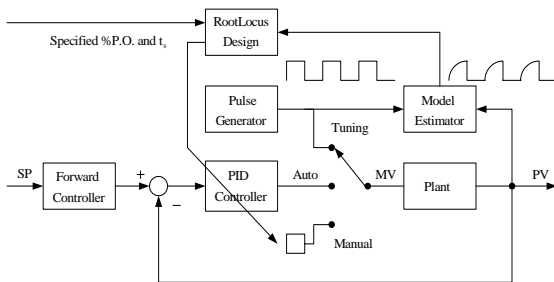 RootLocus
Design
Specified %P.O. and ts
Pulse
Generator
Model
Estimator
Tuning
SP
Forward
Controller
+
−
PID
Controller
Auto
MV
Plant
PV
Manual